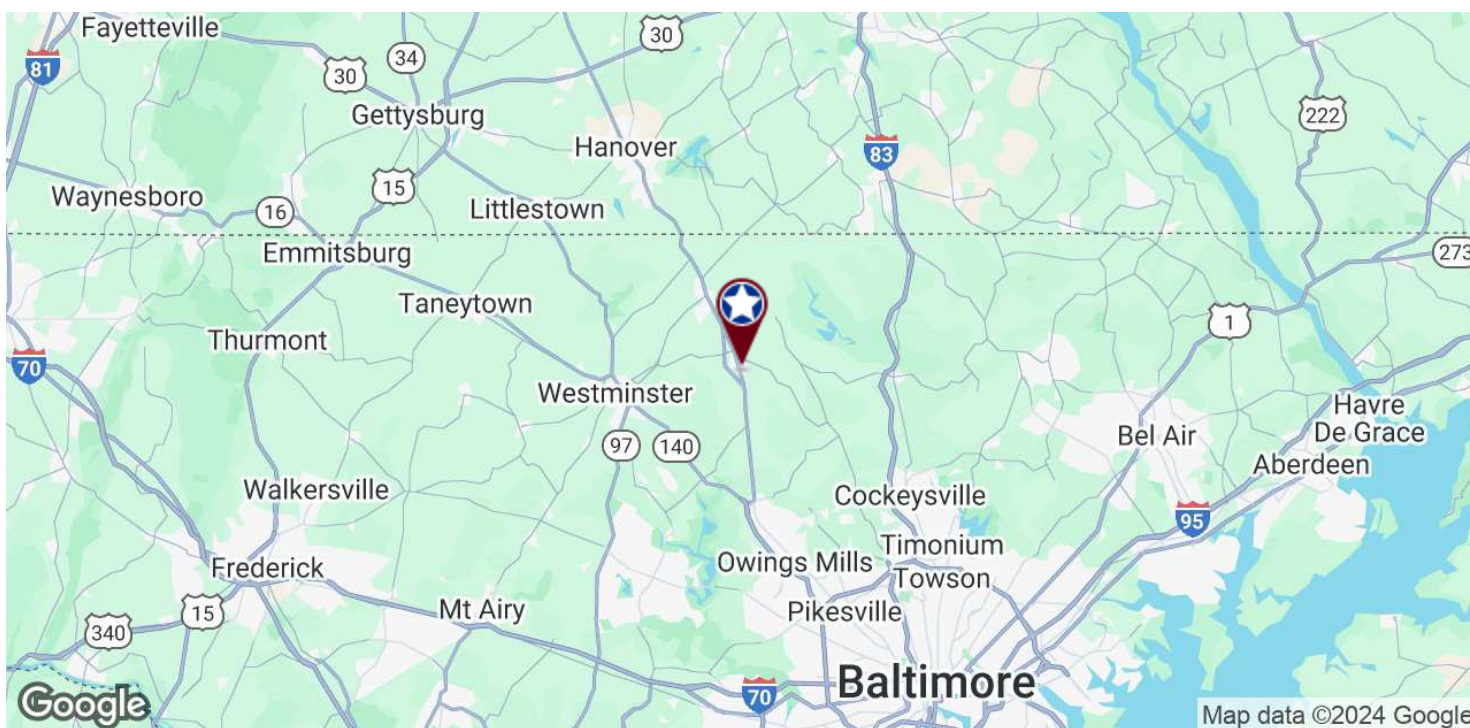 Fayetteville
30
34
81
30
Gettysburg
222
Hanover
83
15
Waynesboro
16
Littlestown
Emmitsburg
273
Taneytown
1
Thurmont
70
Westminster
Havre
De Grace
97
140
Bel Air
Aberdeen
Walkersville
Cockeysville
95
Timonium
Owings Mills
Frederick
Towson
15
Mt Airy
Pikesville
340
Baltimore
70
Google
Map data ©2024 Google